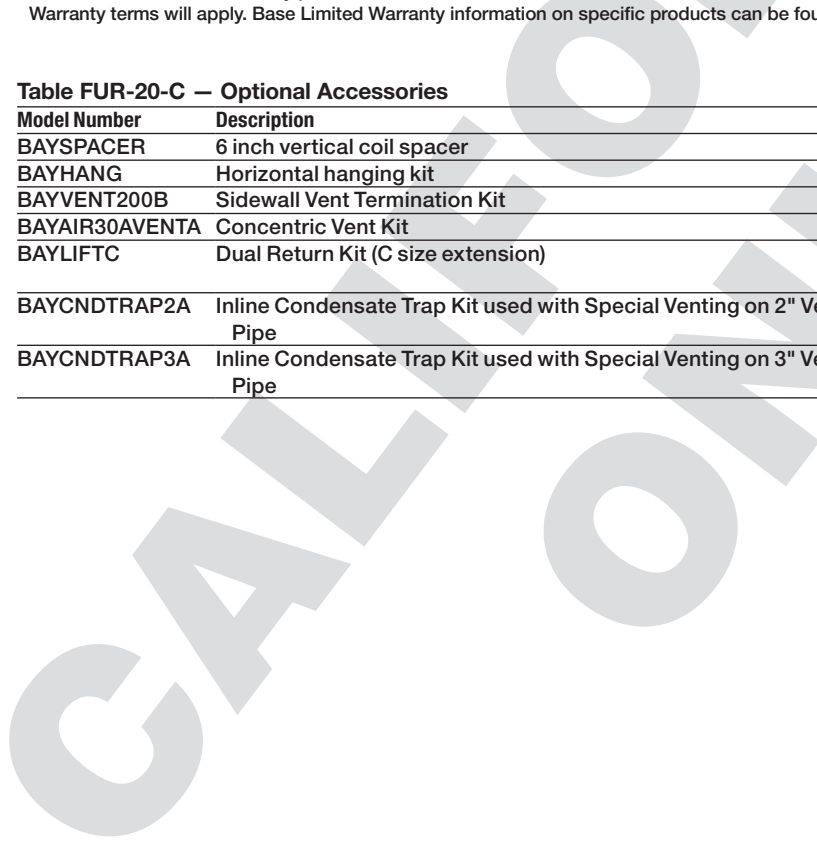 Warranty terms will apply. Base Limited Warranty information on specific products can be
Table FUR-20-C — Optional Accessories
Model Number Description
BAYSPACER 6 inch vertical coil spacer
BAYHANG Horizontal hanging kit
BAYVENT200B Sidewall Vent Termination Kit
BAYAIR30AVENTA Concentric Vent Kit
BAYLIFTC Dual Return Kit (C size extension)
BAYCNDTRAP2A Inline Condensate Trap Kit used with Special Venting on 2"
Pipe
BAYCNDTRAP3A Inline Condensate Trap Kit used with Special Venting on 3"
Pipe